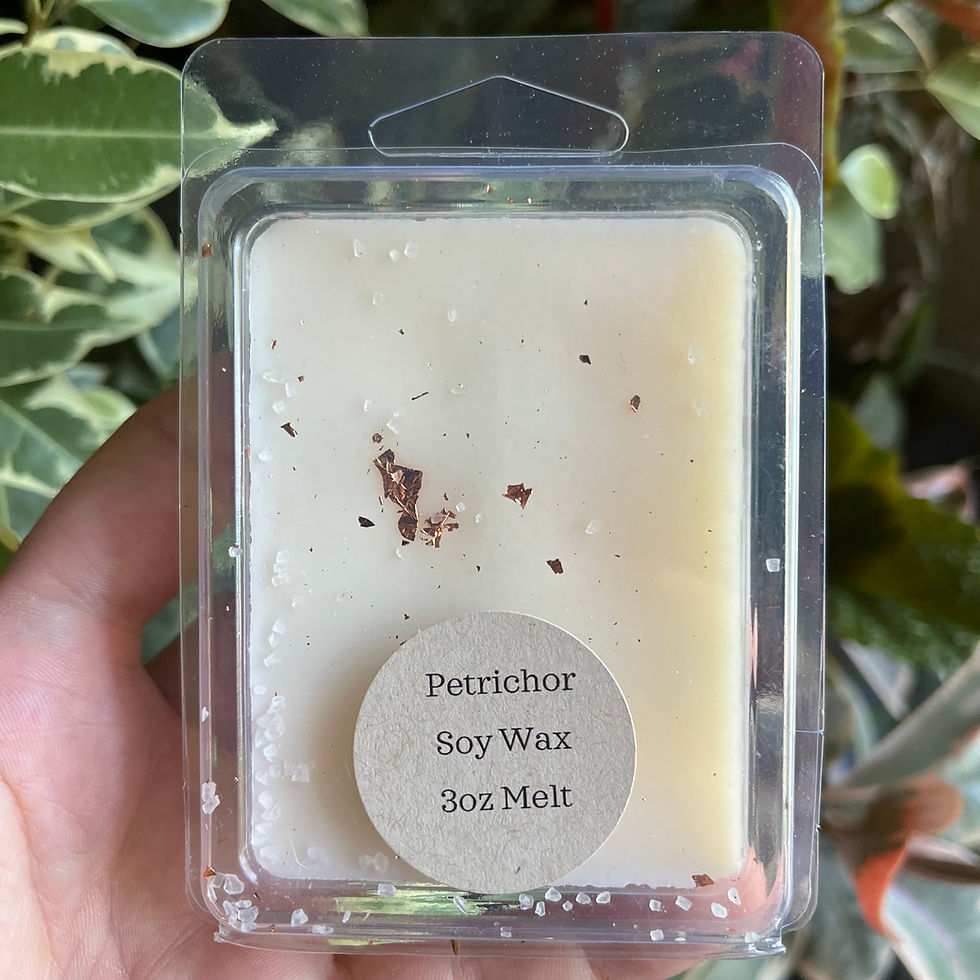 Petrichor
Soy Wax
3oz Melt